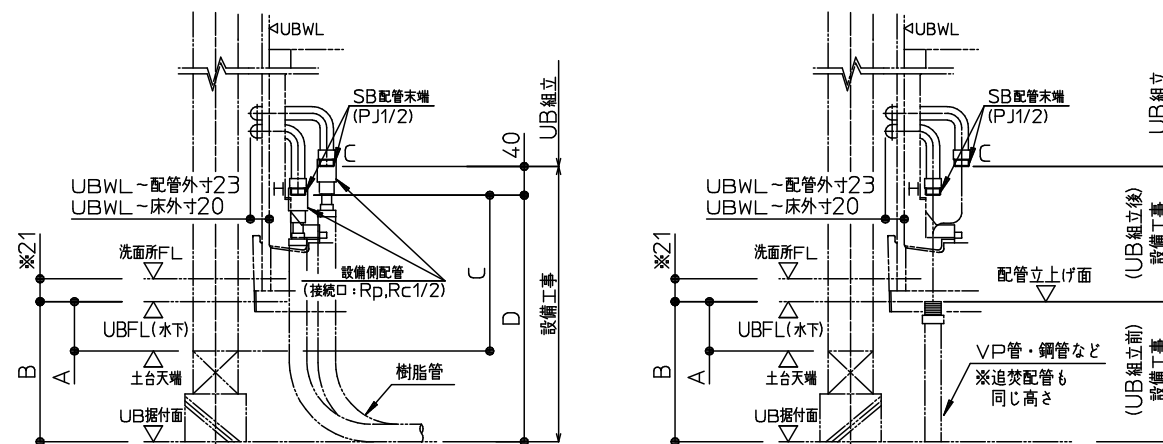 ◁UBWL
SB配管末端
(PJ1/2)
C
UBWL～配管外寸23
UBWL～床外寸20
H
40
UB組立
※21
洗面所FL
設備側配管
(接続口：Rp,Rc1/2)
C
D
設備工事
UBFL(水下)
B
A
土台天端
樹脂管
UB据付面
◁UBWL
SB配管末端
(PJ1/2)
C
UBWL～配管外寸23
UBWL～床外寸20
H
UB組立
(UB組立後)
設備工事
※21
洗面所FL
配管立上げ面
UBFL(水下)
B
A
土台天端
VP管・鋼管など
※追焚配管も
同じ高さ
(UB組立前)
設備工事
UB据付面